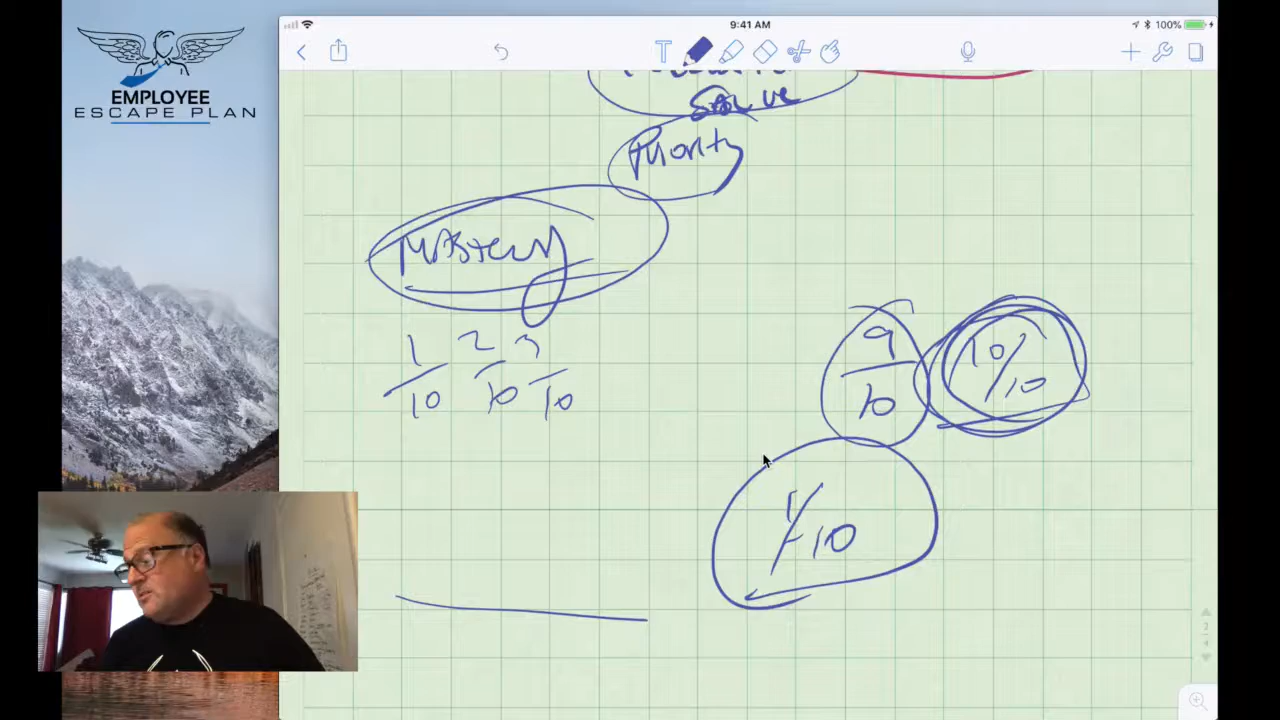 9:41 AM
100%
EMPLOYEE
ESCAPE PLAN
T
Solve
Priority
Mastery
1/10 2/10 3/10
9/10 10/10
1/10